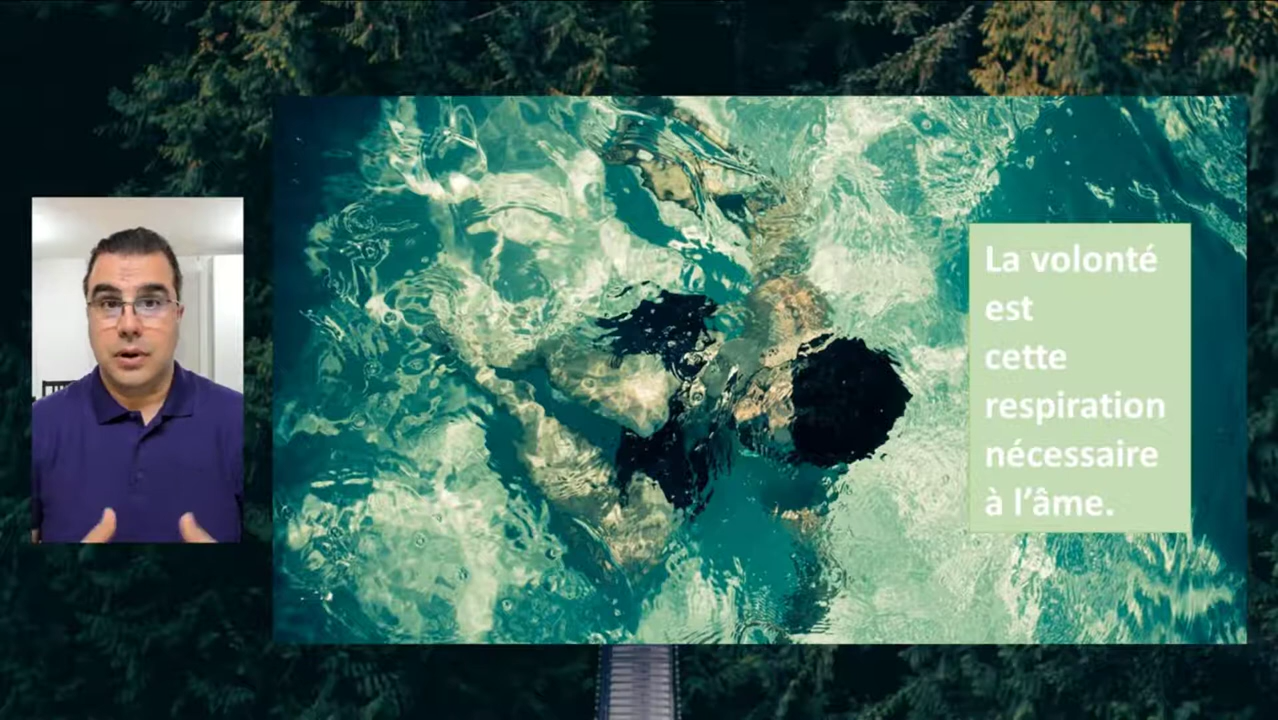 La volonté
est
cette
respiration
nécessaire
à l'âme.